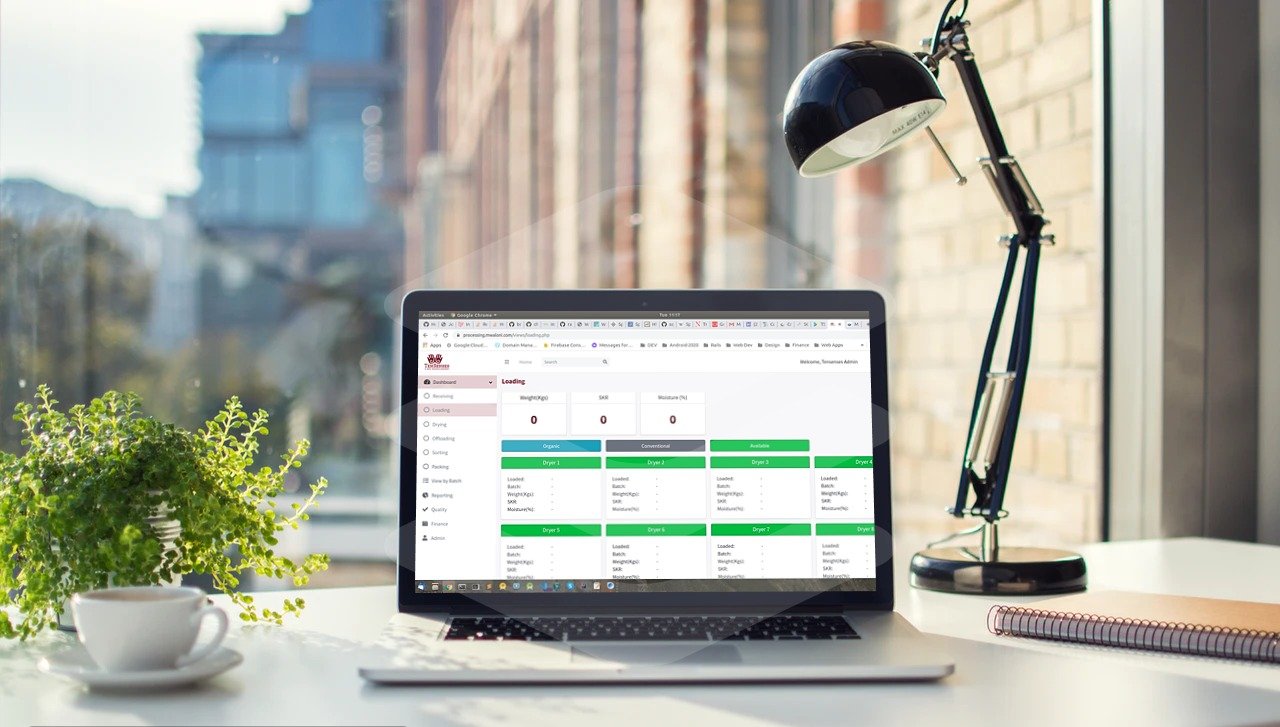 Activities Google Chrome Tue 11:17
processing.mwaloni.com/views/loading.php
Apps Google Cloud... Domain Mana... Firebase Cons... Messages for... DEV Android-2020 Rails Web Dev Design Finance Web Apps
Home Search Welcome, Tensenses Admin
TenSenses
Dashboard
Receiving
Loading
Drying
Offloading
Sorting
Packing
View by Batch
Reporting
Quality
Finance
Admin
Loading
Weight(Kgs) SKR Moisture (%)
0 0 0
Organic Conventional Available
Dryer 1 Dryer 2 Dryer 3 Dryer 4
Loaded: - Loaded: - Loaded: - Loaded: -
Batch: - Batch: - Batch: - Batch: -
Weight(Kgs): - Weight(Kgs): - Weight(Kgs): - Weight(Kgs): -
SKR: - SKR: - SKR: - SKR: -
Moisture(%): - Moisture(%): - Moisture(%): - Moisture(%): -
Dryer 5 Dryer 6 Dryer 7 Dryer 8
Loaded: - Loaded: - Loaded: - Loaded: -
Batch: - Batch: - Batch: - Batch: -
Weight(Kgs): - Weight(Kgs): - Weight(Kgs): - Weight(Kgs): -
SKR: - SKR: - SKR: - SKR: -
Moisture(%): Moisture(%): Moisture(%): Moisture(%):